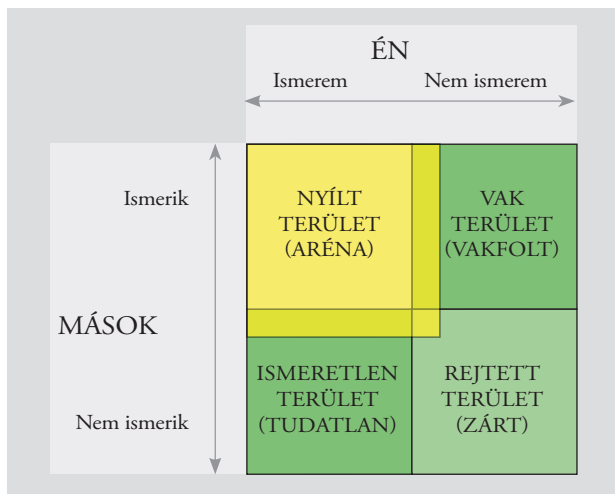 ÉN
Ismerem Nem ismerem
Ismerik
NYÍLT
TERÜLET
(ARÉNA)
VAK
TERÜLET
(VAKFOLT)
MÁSOK
Nem ismerik
ISMERETLEN
TERÜLET
(TUDATLAN)
REJTETT
TERÜLET
(ZÁRT)